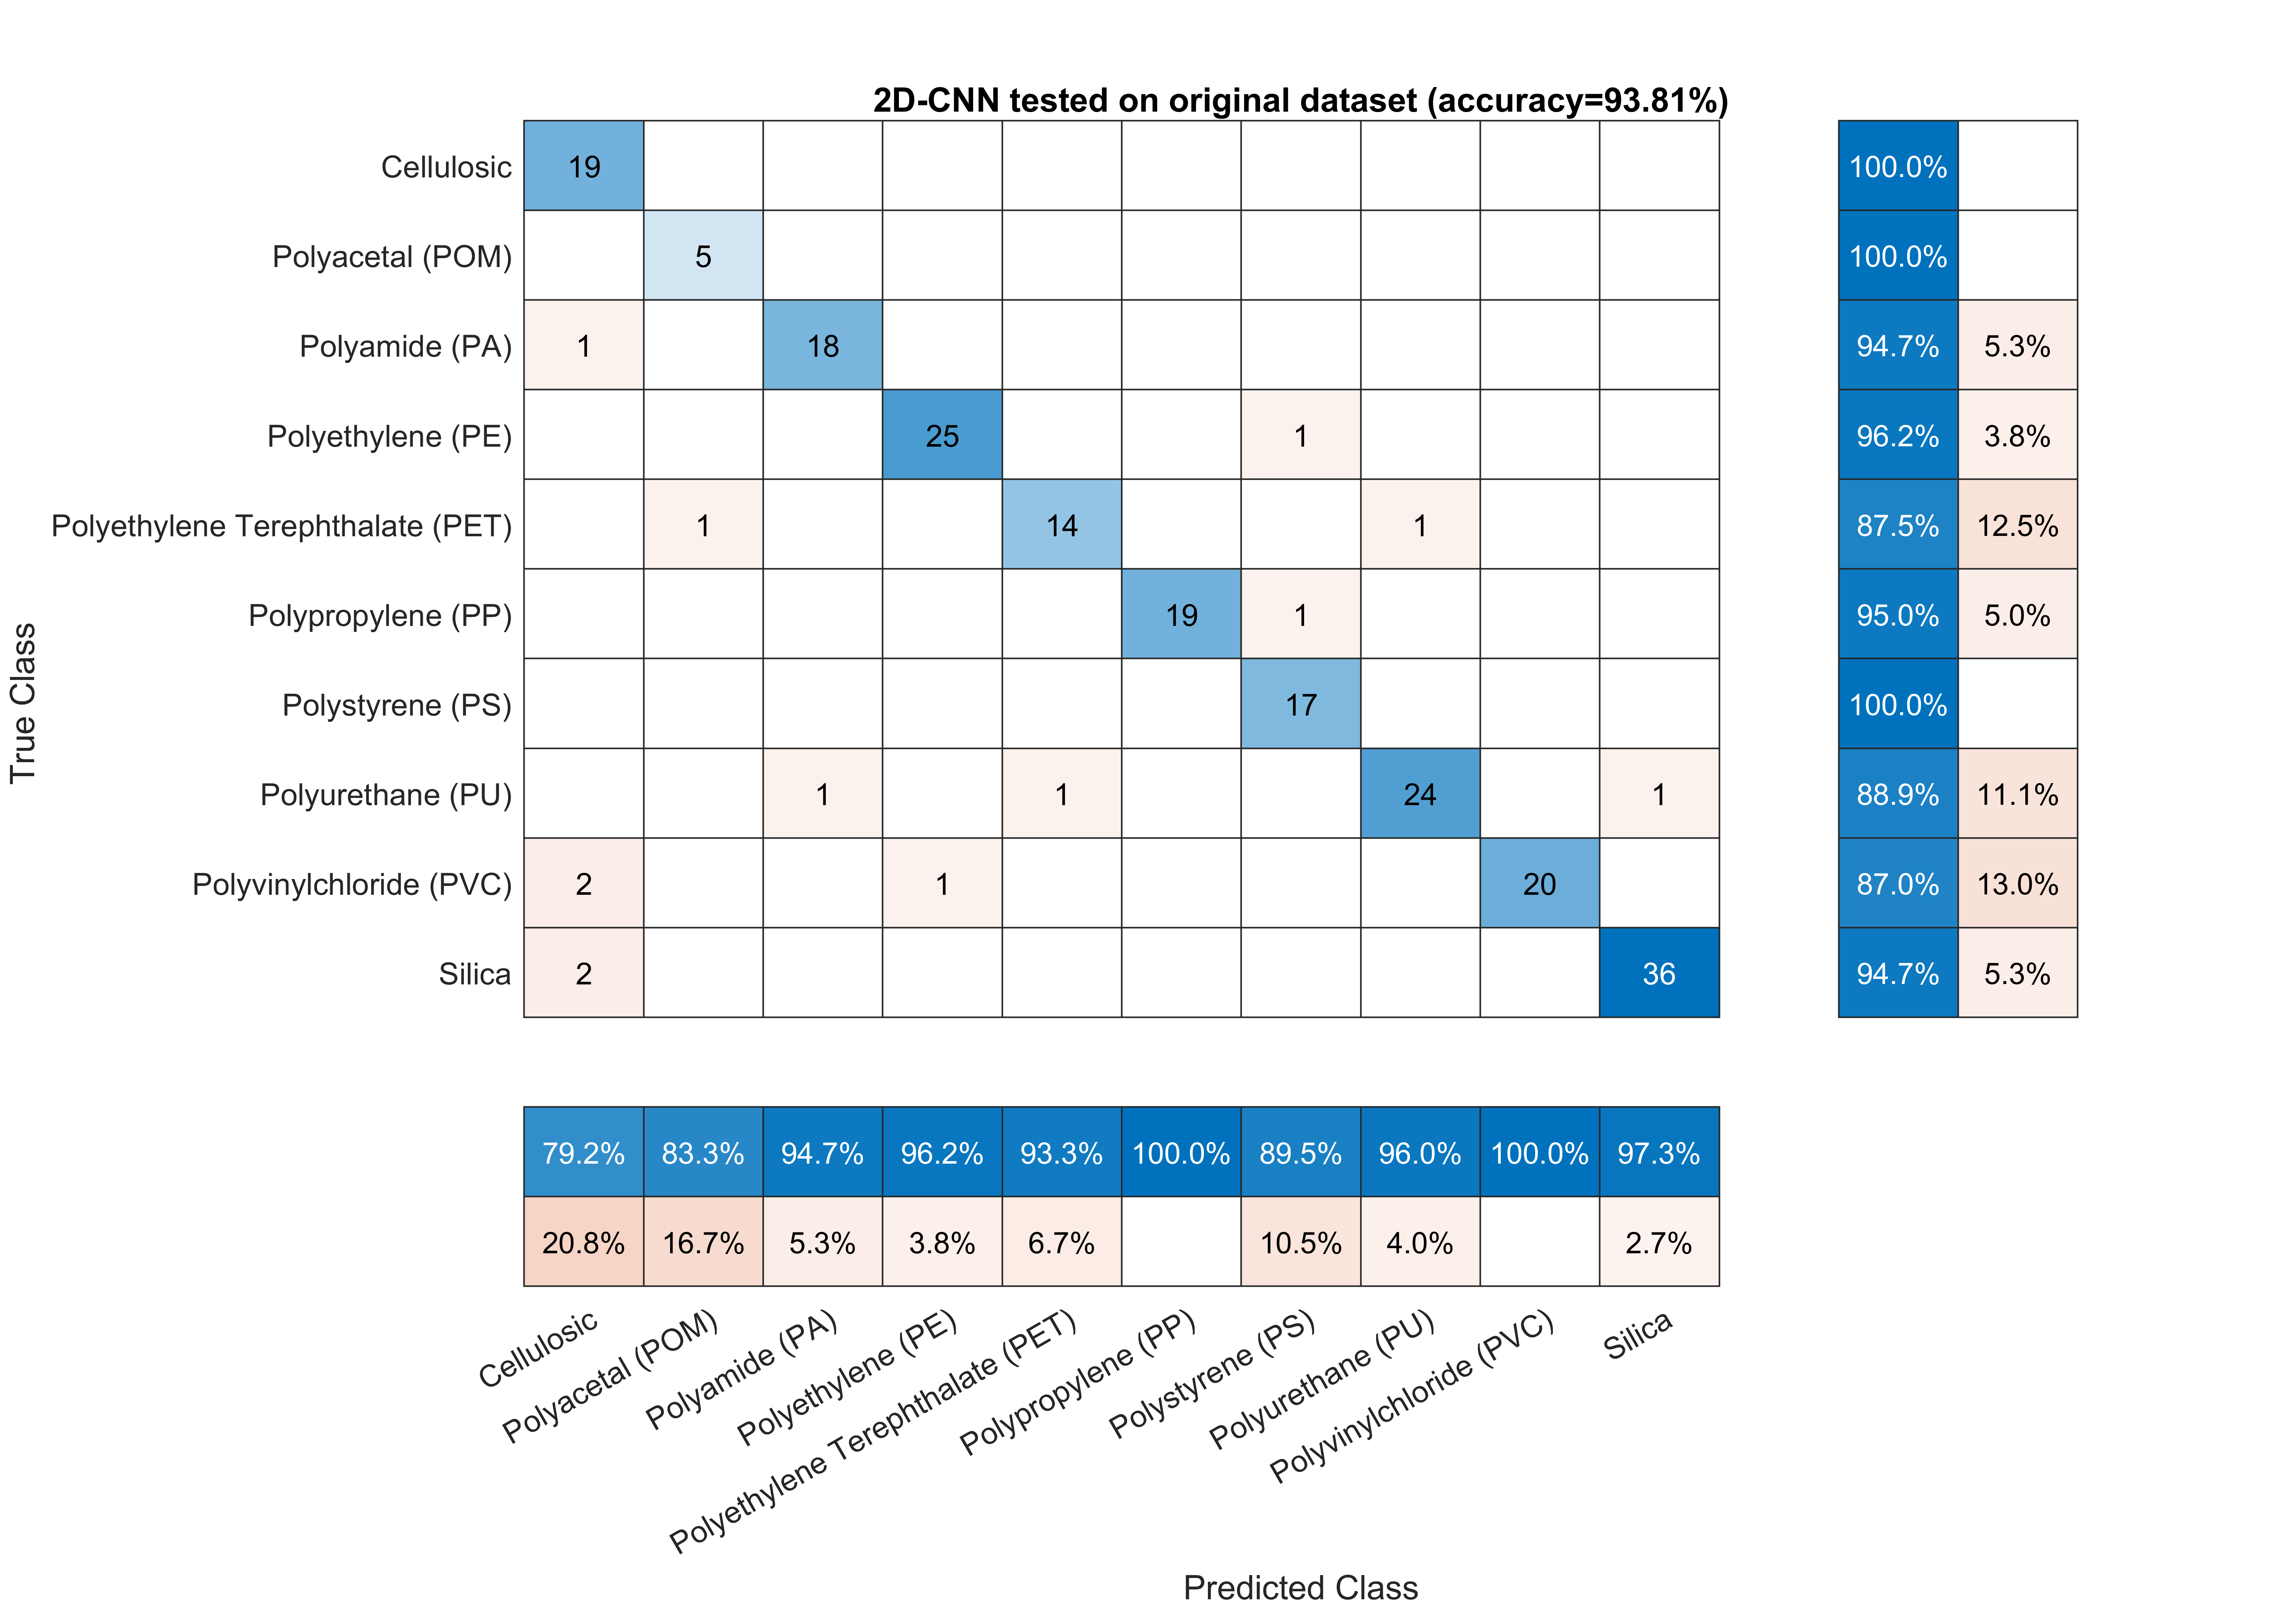 2D-CNN tested on original dataset (accuracy=93.81%)
True Class
Cellulosic 19 100.0%
Polyacetal (POM) 5 100.0%
Polyamide (PA) 1 18 94.7% 5.3%
Polyethylene (PE) 25 1 96.2% 3.8%
Polyethylene Terephthalate (PET) 1 14 1 87.5% 12.5%
Polypropylene (PP) 19 1 95.0% 5.0%
Polystyrene (PS) 17 100.0%
Polyurethane (PU) 1 1 24 1 88.9% 11.1%
Polyvinylchloride (PVC) 2 1 20 87.0% 13.0%
Silica 2 36 94.7% 5.3%
79.2% 83.3% 94.7% 96.2% 93.3% 100.0% 89.5% 96.0% 100.0% 97.3%
20.8% 16.7% 5.3% 3.8% 6.7% 10.5% 4.0% 2.7%
Cellulosic
Polyacetal (POM)
Polyamide (PA)
Polyethylene (PE)
Polyethylene Terephthalate (PET)
Polypropylene (PP)
Polystyrene (PS)
Polyurethane (PU)
Polyvinylchloride (PVC)
Silica
Predicted Class